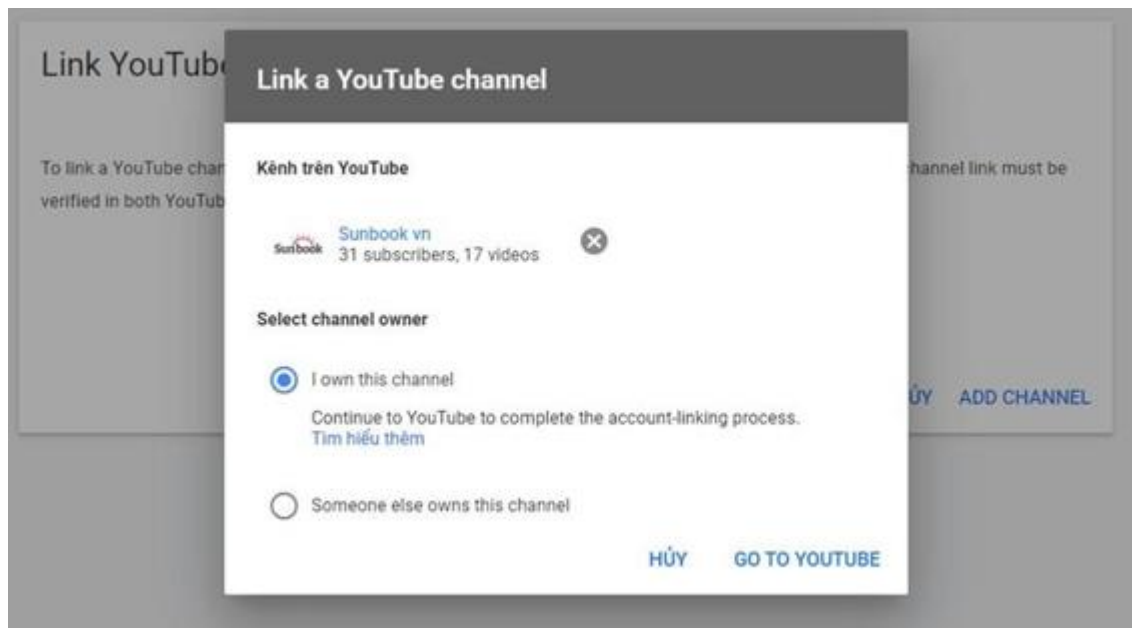 Link YouTube
Link a YouTube channel
To link a YouTube chan
hannel link must be
verified in both YouTub
Kênh trên YouTube
Sunbook
Sunbook vn
31 subscribers, 17 videos
Select channel owner
I own this channel
Continue to YouTube to complete the account-linking process.
Tìm hiểu thêm
ỦY ADD CHANNEL
Someone else owns this channel
HỦY GO TO YOUTUBE